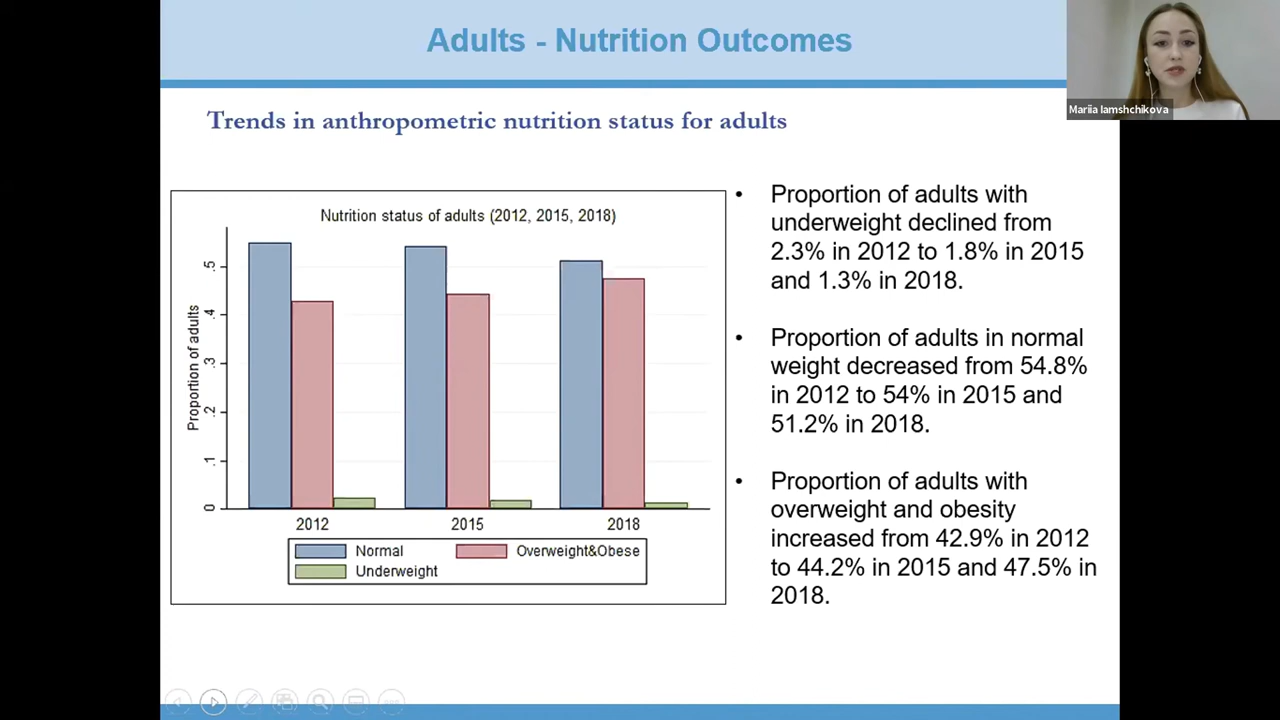 Adults - Nutrition Outcomes
Mariia Iamshchikova
Trends in anthropometric nutrition status for adults
Nutrition status of adults (2012, 2015, 2018)
Proportion of adults
.5
.4
.3
.2
.1
0
2012
2015
2018
Normal
Overweight&Obese
Underweight
• Proportion of adults with
underweight declined from
2.3% in 2012 to 1.8% in 2015
and 1.3% in 2018.
• Proportion of adults in normal
weight decreased from 54.8%
in 2012 to 54% in 2015 and
51.2% in 2018.
• Proportion of adults with
overweight and obesity
increased from 42.9% in 2012
to 44.2% in 2015 and 47.5% in
2018.